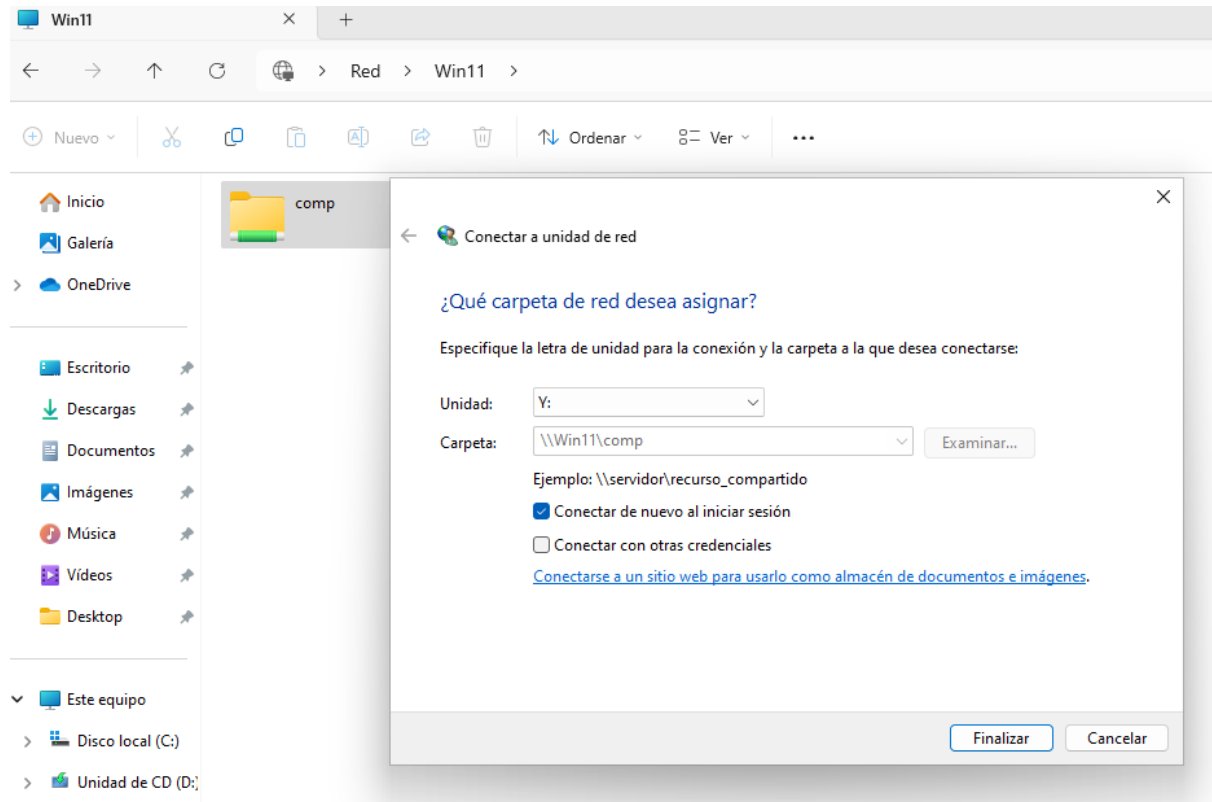 Win11
Red > Win11 >
Nuevo
Ordenar
Ver
Inicio
Galería
OneDrive
Escritorio
Descargas
Documentos
Imágenes
Música
Vídeos
Desktop
Este equipo
Disco local (C:)
Unidad de CD (D:)
comp
Conectar a unidad de red
¿Qué carpeta de red desea asignar?
Especifique la letra de unidad para la conexión y la carpeta a la que desea conectarse:
Unidad: Y:
Carpeta: \\Win11\comp Examinar...
Ejemplo: \\servidor\recurso_compartido
Conectar de nuevo al iniciar sesión
Conectar con otras credenciales
Conectarse a un sitio web para usarlo como almacén de documentos e imágenes.
Finalizar Cancelar